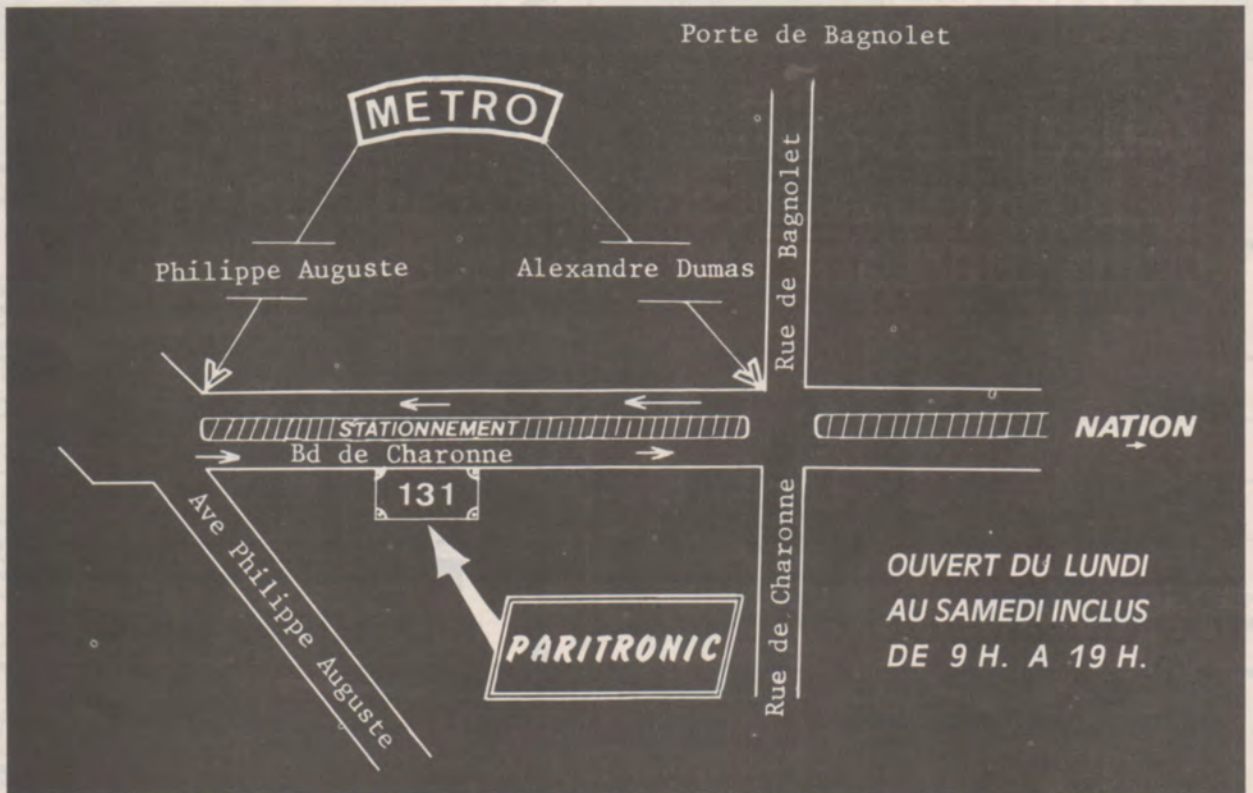 Porte de Bagnolet
METRO
Rue de Bagnolet
Philippe Auguste
Alexandre Dumas
STATIONNEMENT
NATION
Bd de Charonne
131
Ave Philippe Auguste
Rue de Charonne
PARITRONIC
OUVERT DU LUNDI
AU SAMEDI INCLUS
DE 9 H. A 19 H.